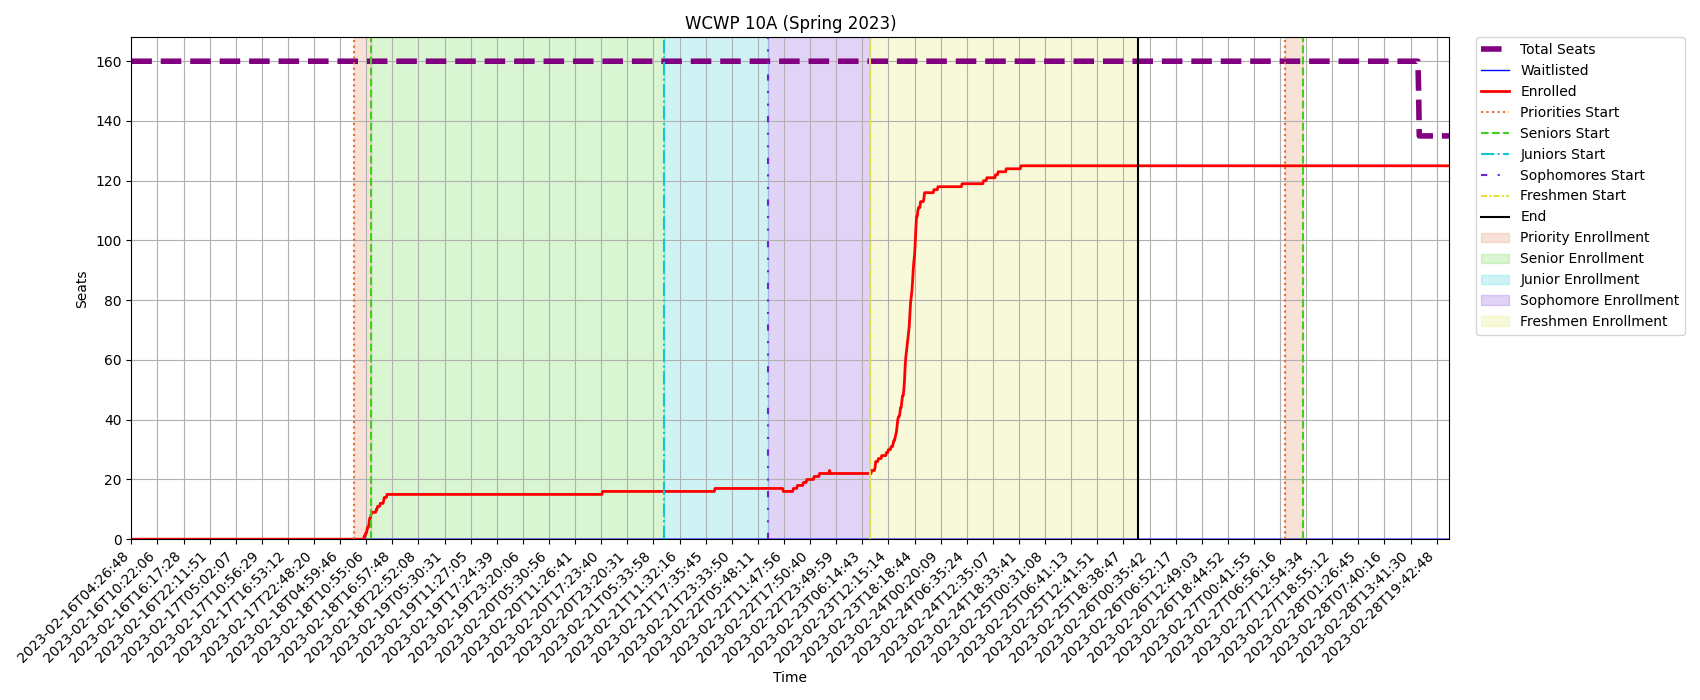 WCWP 10A (Spring 2023)
Seats
160
140
120
100
80
60
40
20
0
2023-02-16T04:26:48
2023-02-16T10:22:06
2023-02-16T16:17:28
2023-02-16T22:11:51
2023-02-17T05:02:07
2023-02-17T10:56:29
2023-02-17T16:53:12
2023-02-17T22:48:20
2023-02-18T04:59:46
2023-02-18T10:55:06
2023-02-18T16:57:48
2023-02-18T22:52:08
2023-02-19T05:30:31
2023-02-19T11:27:05
2023-02-19T17:24:39
2023-02-19T23:20:06
2023-02-20T05:30:56
2023-02-20T11:26:41
2023-02-20T17:23:40
2023-02-20T23:20:31
2023-02-21T05:33:58
2023-02-21T11:32:16
2023-02-21T17:35:45
2023-02-21T23:33:50
2023-02-22T05:48:11
2023-02-22T11:47:56
2023-02-22T17:50:40
2023-02-22T23:49:59
2023-02-23T06:14:43
2023-02-23T12:15:14
2023-02-23T18:18:44
2023-02-24T00:20:09
2023-02-24T06:35:24
2023-02-24T12:35:07
2023-02-24T18:33:41
2023-02-25T00:31:08
2023-02-25T06:41:13
2023-02-25T12:41:51
2023-02-25T18:38:47
2023-02-26T00:35:42
2023-02-26T06:52:17
2023-02-26T12:49:03
2023-02-26T18:44:52
2023-02-27T00:41:55
2023-02-27T06:56:16
2023-02-27T12:54:34
2023-02-27T18:55:12
2023-02-28T01:26:45
2023-02-28T07:40:16
2023-02-28T13:41:30
2023-02-28T19:42:48
Time
Total Seats
Waitlisted
Enrolled
Priorities Start
Seniors Start
Juniors Start
Sophomores Start
Freshmen Start
End
Priority Enrollment
Senior Enrollment
Junior Enrollment
Sophomore Enrollment
Freshmen Enrollment